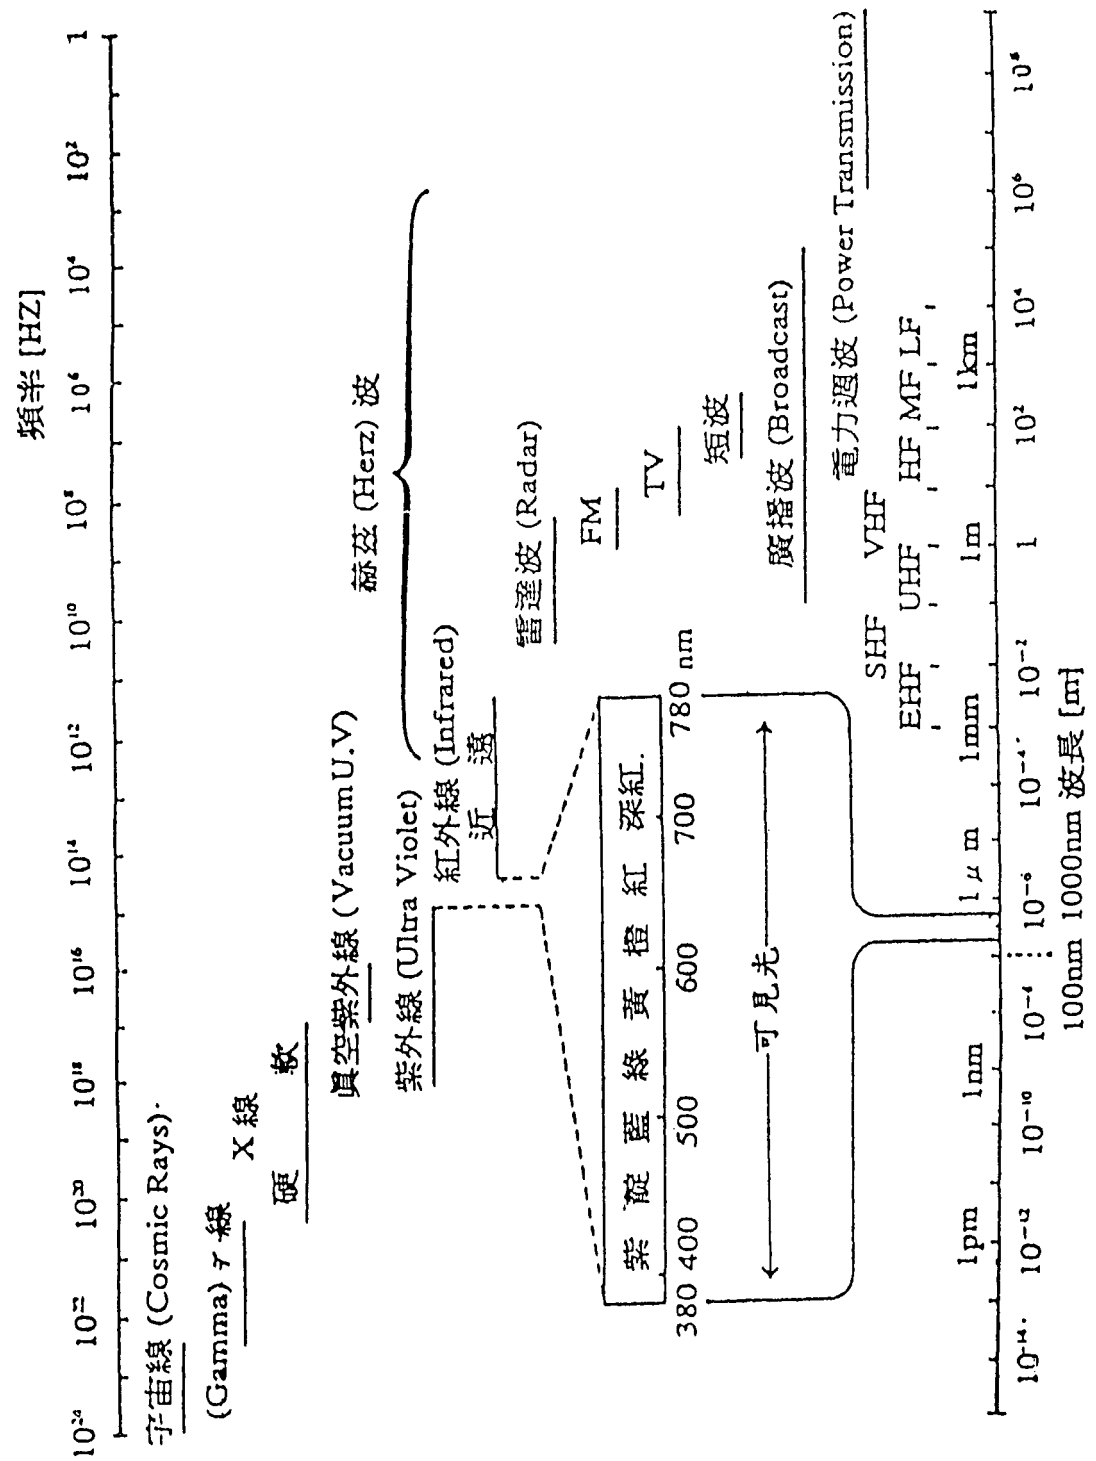 頻率 [HZ]
10²⁴ 10²² 10²⁰ 10¹⁸ 10¹⁶ 10¹⁴ 10¹² 10¹⁰ 10⁸ 10⁶ 10⁴ 10² 1
宇宙線 (Cosmic Rays)
(Gamma) γ 線
X 線
硬 軟
眞空紫外線 (Vacuum U.V)
赫茲 (Herz) 波
紫外線 (Ultra Violet)
紅外線 (Infrared)
近 遠
雷達波 (Radar)
FM
TV
短波
紫 靛 藍 綠 黃 橙 紅 深紅
380 400 500 600 700 780 nm
可見光
廣播波 (Broadcast)
電力週波 (Power Transmission)
SHF VHF
EHF UHF HF MF LF
1pm 1nm 1μm 1mm 1m 1km
10⁻¹⁴ 10⁻¹² 10⁻¹⁰ 10⁻⁴ 10⁻⁶ 10⁻⁴ 10⁻² 1 10² 10⁴ 10⁶ 10⁸
100nm 1000nm 波長 [m]